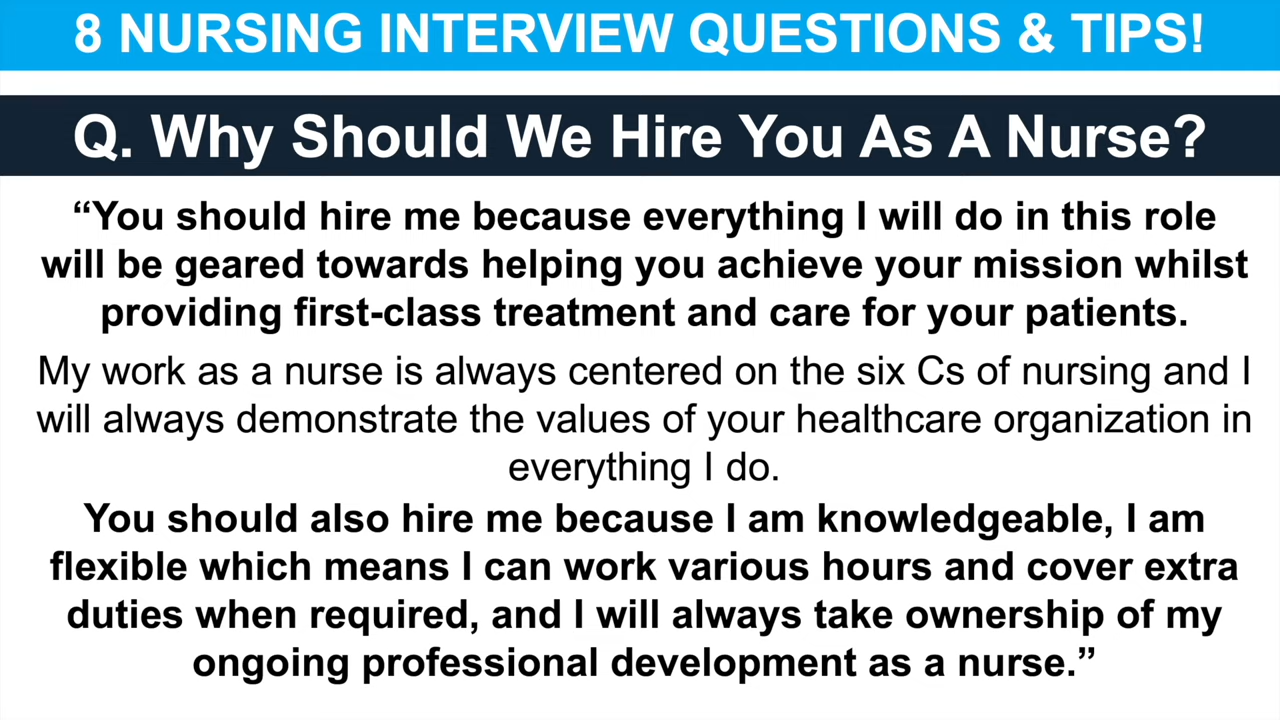 8 NURSING INTERVIEW QUESTIONS & TIPS!
Q. Why Should We Hire You As A Nurse?
“You should hire me because everything I will do in this role
will be geared towards helping you achieve your mission whilst
providing first-class treatment and care for your patients.
My work as a nurse is always centered on the six Cs of nursing and I
will always demonstrate the values of your healthcare organization in
everything I do.
You should also hire me because I am knowledgeable, I am
flexible which means I can work various hours and cover extra
duties when required, and I will always take ownership of my
ongoing professional development as a nurse.”